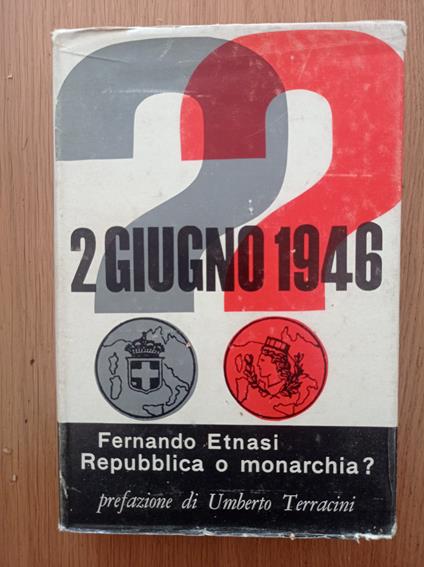 ??
2 GIUGNO 1946
Fernando Etnasi
Repubblica o monarchia?
prefazione di Umberto Terracini